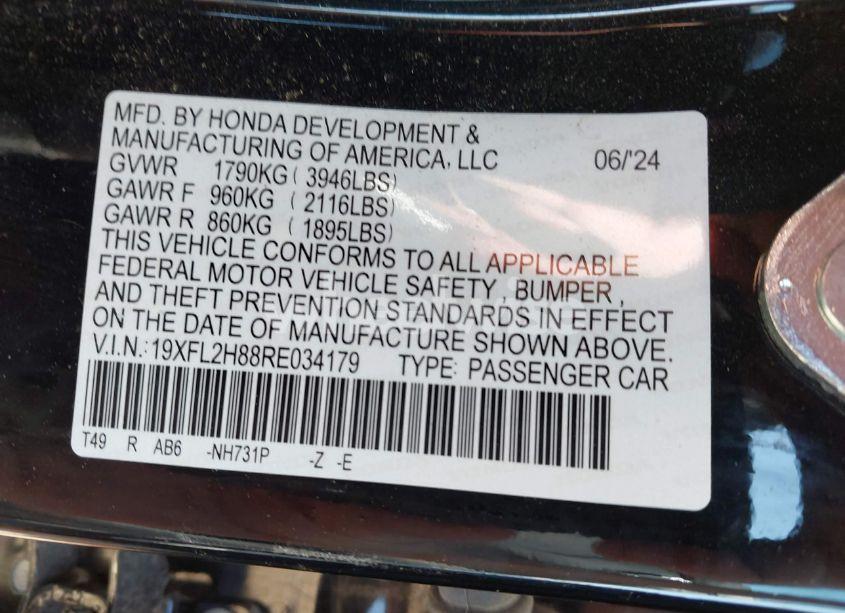 MFD. BY HONDA DEVELOPMENT &
MANUFACTURING OF AMERICA, LLC 06/'24
GVWR 1790KG ( 3946LBS)
GAWR F 960KG ( 2116LBS)
GAWR R 860KG ( 1895LBS)
THIS VEHICLE CONFORMS TO ALL APPLICABLE
FEDERAL MOTOR VEHICLE SAFETY, BUMPER,
AND THEFT PREVENTION STANDARDS IN EFFECT
ON THE DATE OF MANUFACTURE SHOWN ABOVE.
V.I.N.:19XFL2H88RE034179 TYPE: PASSENGER CAR
T49 R AB6 -NH731P -Z -E